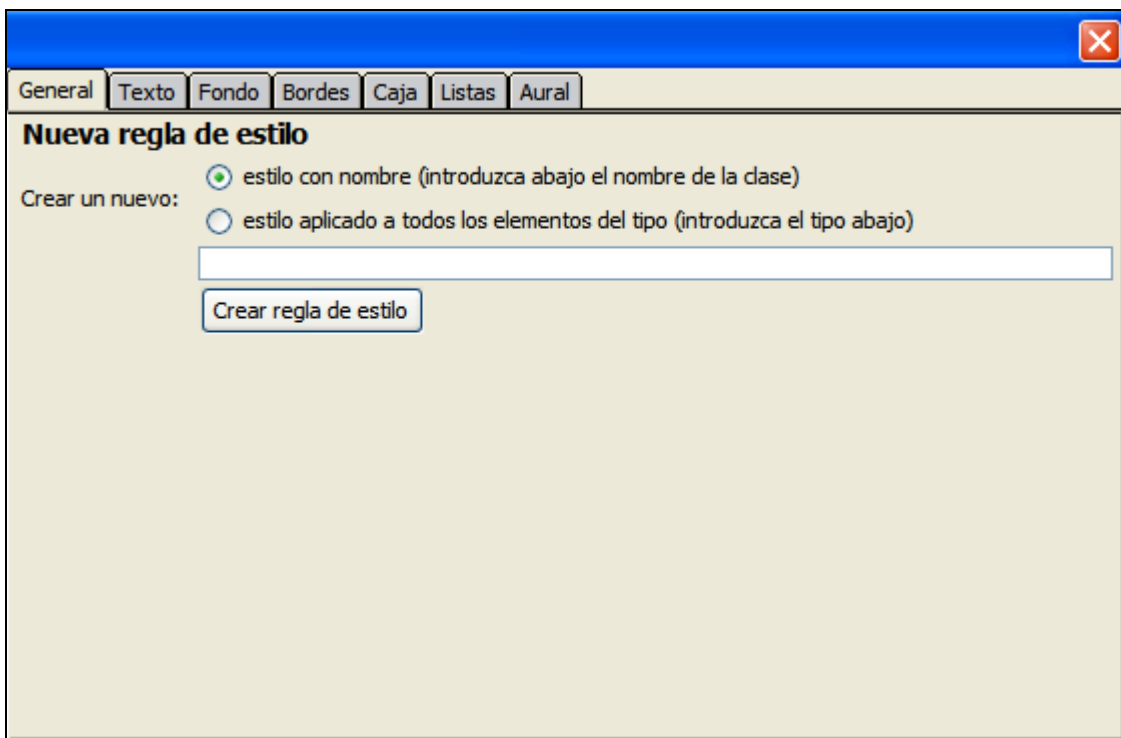 General Texto Fondo Bordes Caja Listas Aural
Nueva regla de estilo
Crear un nuevo:
estilo con nombre (introduzca abajo el nombre de la clase)
estilo aplicado a todos los elementos del tipo (introduzca el tipo abajo)
Crear regla de estilo